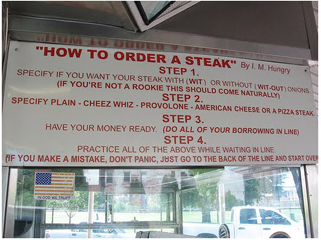 "HOW TO ORDER A STEAK" By I. M. Hungry
STEP 1.
SPECIFY IF YOU WANT YOUR STEAK WITH (WIT) OR WITHOUT (WIT-OUT) ONIONS.
(IF YOU'RE NOT A ROOKIE THIS SHOULD COME NATURALLY)
STEP 2.
SPECIFY PLAIN - CHEEZ WHIZ - PROVOLONE - AMERICAN CHEESE OR A PIZZA STEAK.
STEP 3.
HAVE YOUR MONEY READY. (DO ALL OF YOUR BORROWING IN LINE)
STEP 4.
PRACTICE ALL OF THE ABOVE WHILE WAITING IN LINE.
(IF YOU MAKE A MISTAKE, DON'T PANIC, JUST GO TO THE BACK OF THE LINE AND START OVER
IN GOD WE TRUST